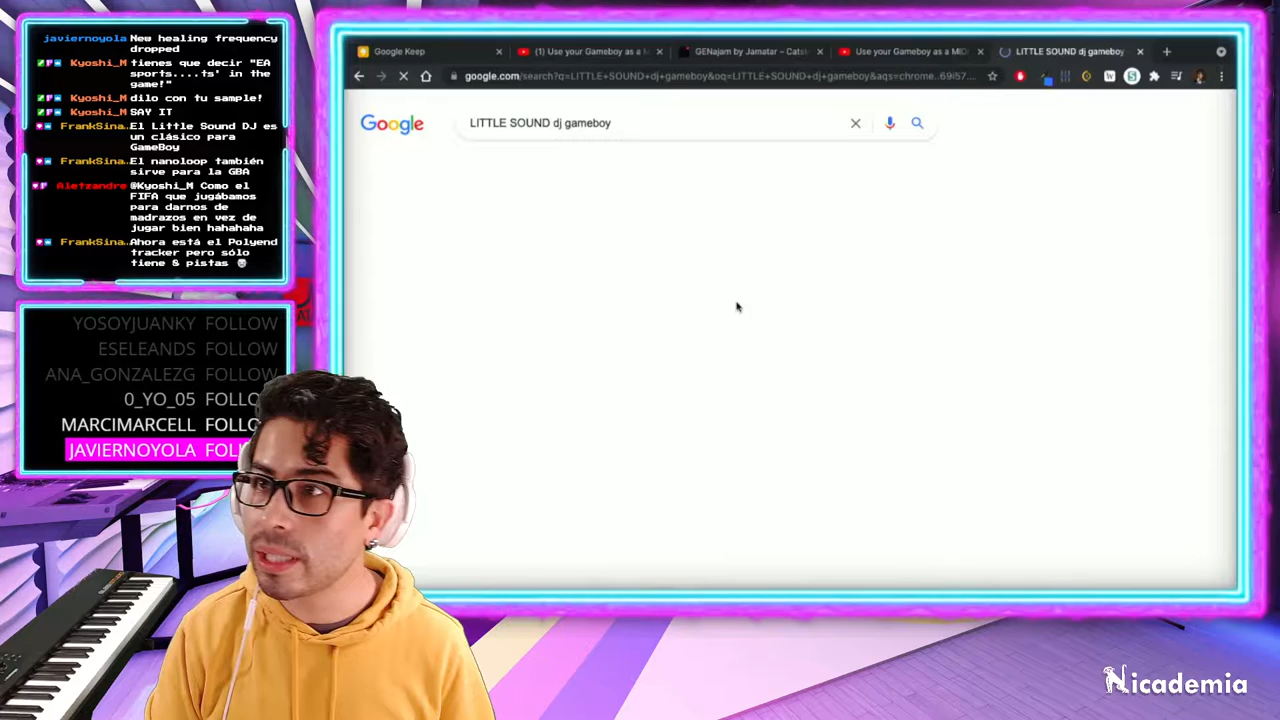 javiernoyola New healing frequency
dropped
Kyoshi_M tienes que decir "EA
sports....ts' in the
game!"
Kyoshi_M dilo con tu sample!
Kyoshi_M SAY IT
FrankSina.. El Little Sound DJ es
un clásico para
GameBoy
FrankSina.. El nanoloop también
sirve para la GBA
Aletzandre @Kyoshi_M Como el
FIFA que jugábamos
para darnos de
madrazos en vez de
jugar bien hahahaha
FrankSina.. Ahora está el Polyend
tracker pero sólo
tiene 8 pistas
YOSOYJUANKY FOLLOW
ESELEANDS FOLLOW
ANA_GONZALEZG FOLLOW
0_YO_05 FOLL
MARCIMARCELL FOLL
JAVIERNOYOLA FOL
Google Keep
(1) Use your Gameboy as a M
GENajam by Jamatar – Cats
Use your Gameboy as a MID
LITTLE SOUND dj gameboy
google.com/search?q=LITTLE+SOUND+dj+gameboy&oq=LITTLE+SOUND+dj+gameboy&aqs=chrome..69i57....
Google
LITTLE SOUND dj gameboy
Nicademia